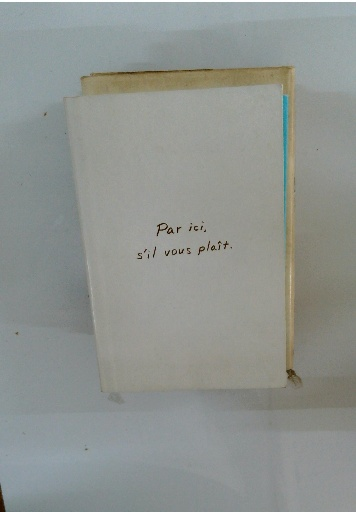 Par ici,
s'il vous plaît.